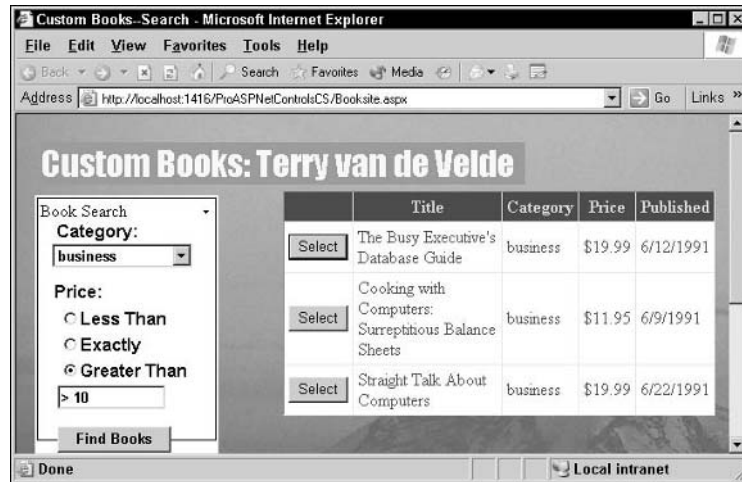 Custom Books--Search - Microsoft Internet Explorer
File Edit View Favorites Tools Help
Back Search Favorites Media
Address http://localhost:1416/ProASPNetControlsCS/Booksite.aspx Go Links »
Custom Books: Terry van de Velde
Book Search
Category:
business
Price:
Less Than
Exactly
Greater Than
> 10
Find Books
Title Category Price Published
Select The Busy Executive's
Database Guide business $19.99 6/12/1991
Select Cooking with
Computers:
Surreptitious Balance
Sheets business $11.95 6/9/1991
Select Straight Talk About
Computers business $19.99 6/22/1991
Done Local intranet